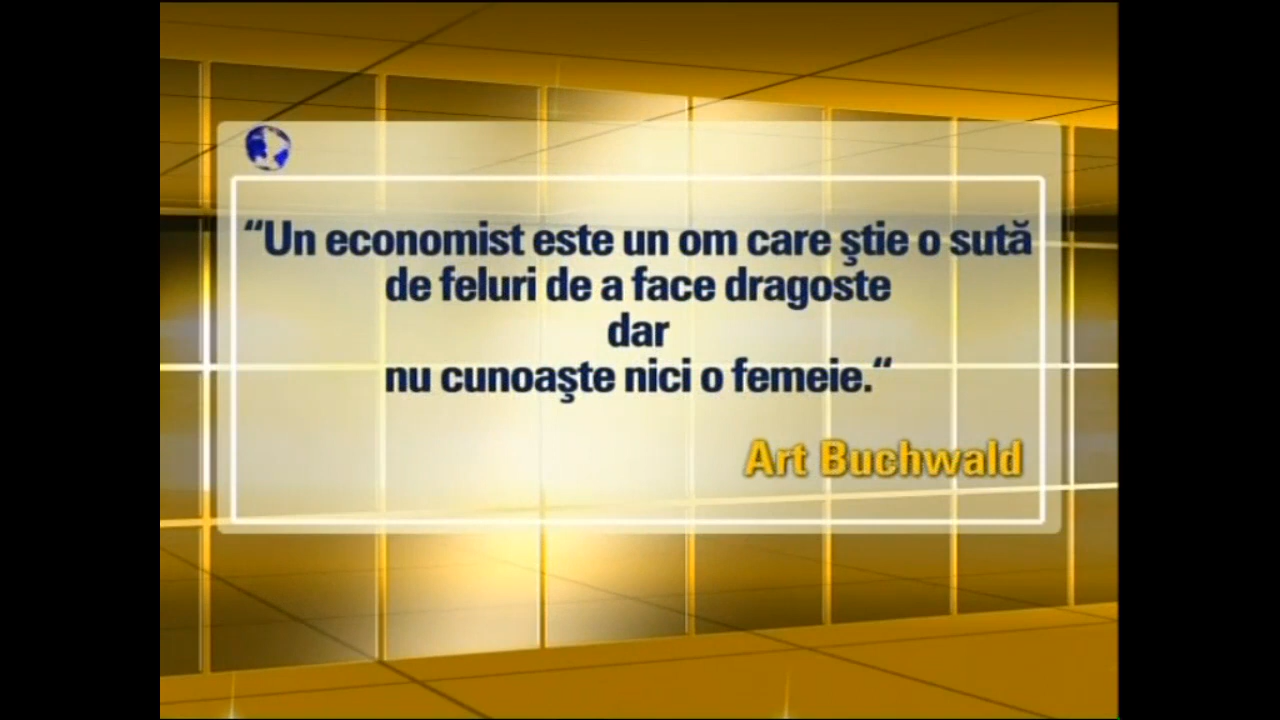 “Un economist este un om care ştie o sută
de feluri de a face dragoste
dar
nu cunoaşte nici o femeie.“
Art Buchwald